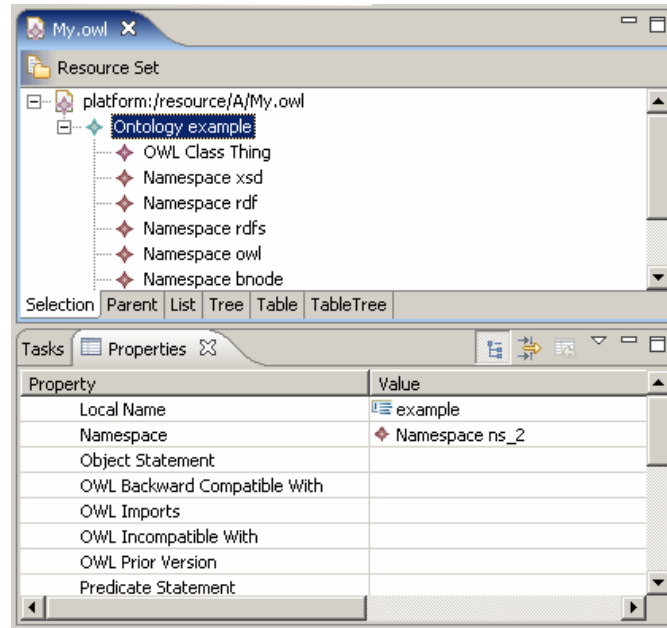 My.owl
Resource Set
platform:/resource/A/My.owl
Ontology example
OWL Class Thing
Namespace xsd
Namespace rdf
Namespace rdfs
Namespace owl
Namespace bnode
Selection Parent List Tree Table TableTree
Tasks Properties
Property Value
Local Name example
Namespace Namespace ns_2
Object Statement
OWL Backward Compatible With
OWL Imports
OWL Incompatible With
OWL Prior Version
Predicate Statement